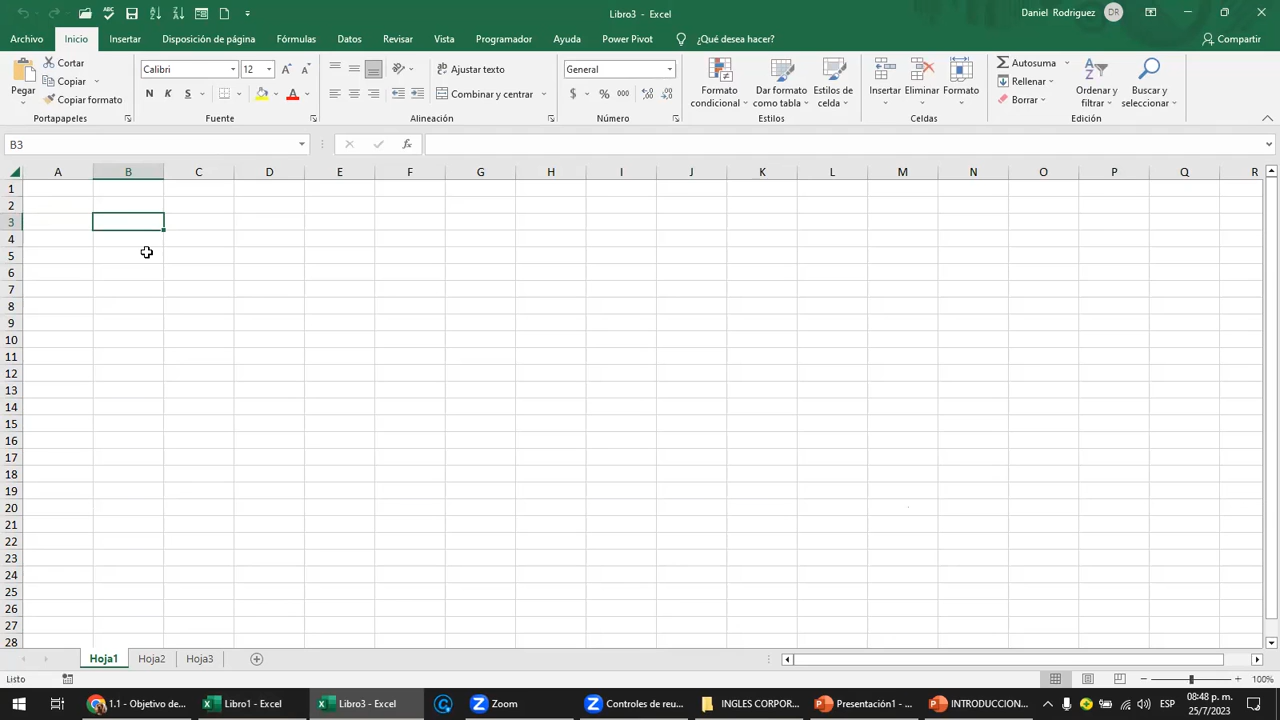 Libro3 - Excel
Daniel Rodriguez DR
Archivo Inicio Insertar Disposición de página Fórmulas Datos Revisar Vista Programador Ayuda Power Pivot ¿Qué desea hacer? Compartir
Pegar
Cortar
Copiar
Copiar formato
Portapapeles
Calibri 12 A A
N K S A
Fuente
ab
Ajustar texto
Combinar y centrar
Alineación
General
$ % 000
Número
Formato condicional
Dar formato como tabla
Estilos de celda
Estilos
Insertar Eliminar Formato
Celdas
Autosuma
Rellenar
Borrar
Ordenar y filtrar
Buscar y seleccionar
Edición
B3 fx
A B C D E F G H I J K L M N O P Q R
1
2
3
4
5
6
7
8
9
10
11
12
13
14
15
16
17
18
19
20
21
22
23
24
25
26
27
28
Hoja1 Hoja2 Hoja3
Listo 100%
1.1 - Objetivo de... Libro1 - Excel Libro3 - Excel Zoom Controles de reu... INGLES CORPOR... Presentación1 - ... INTRODUCCION... ESP 08:48 p. m.
25/7/2023